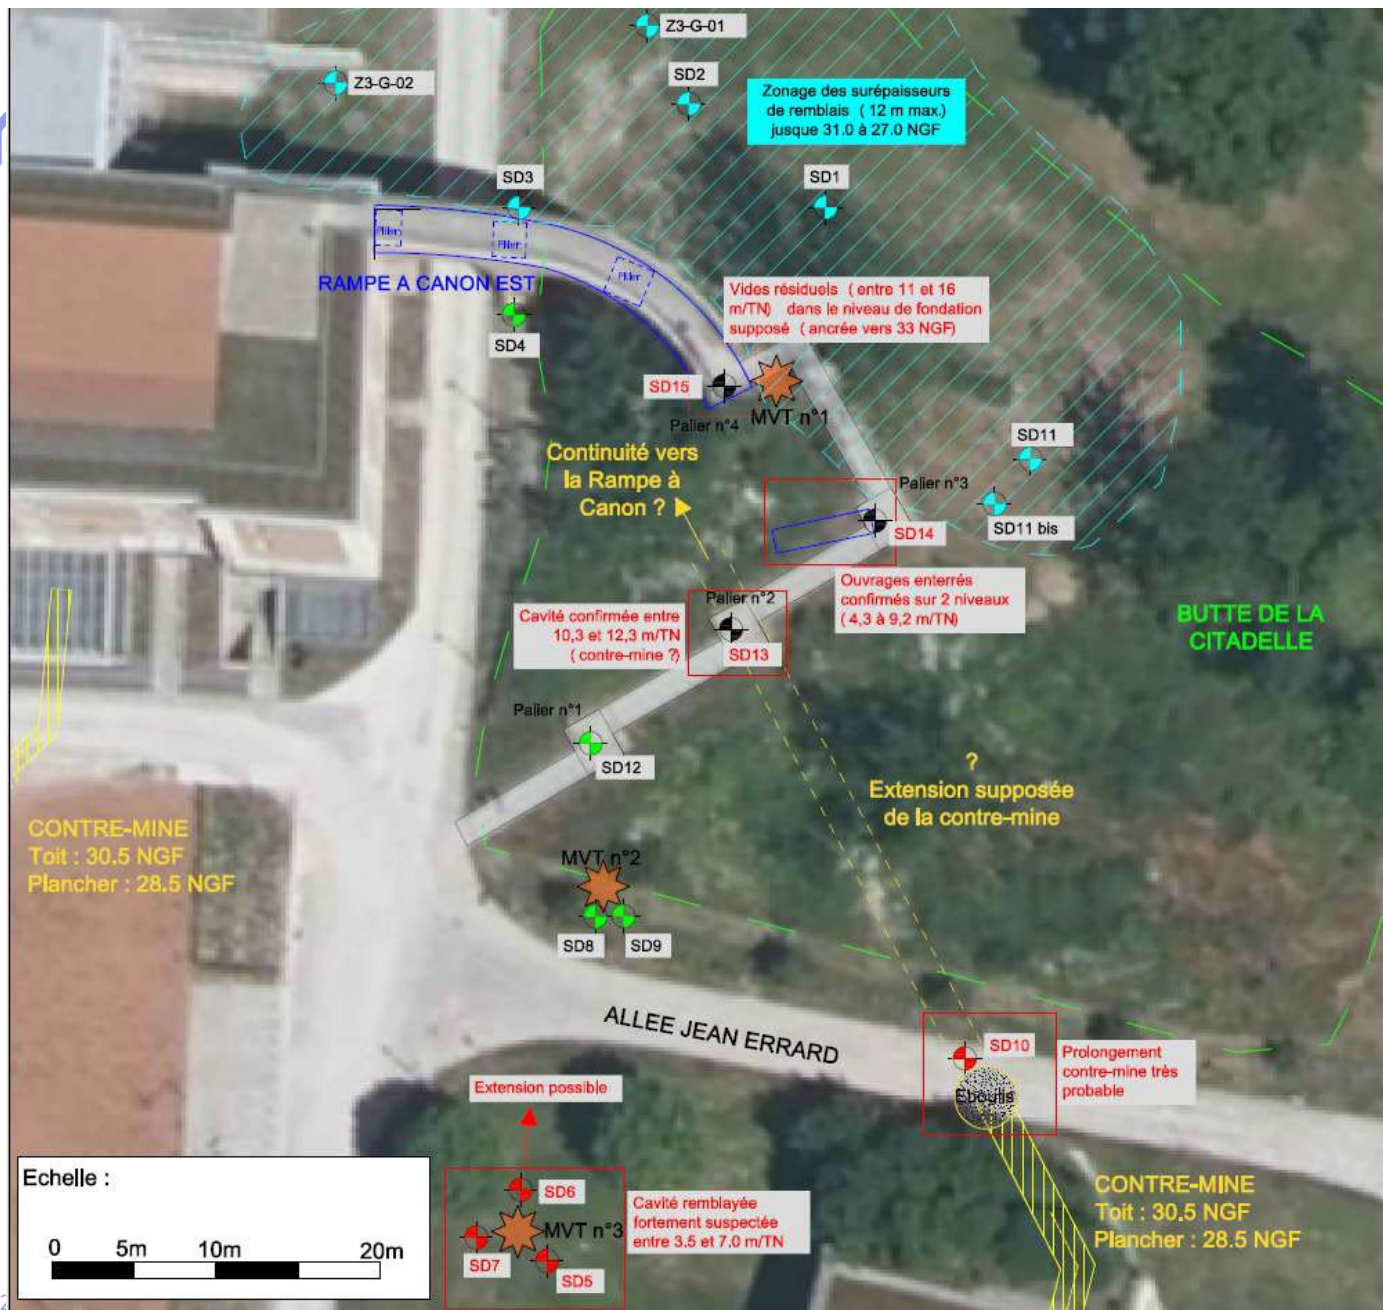 Z3-G-01
Z3-G-02
SD2
Zonage des surépaisseurs
de remblais ( 12 m max.)
jusque 31.0 à 27.0 NGF
SD3
SD1
Pilier
Pilier
Pilier
RAMPE A CANON EST
Vides résiduels ( entre 11 et 16
m/TN) dans le niveau de fondation
supposé ( ancrée vers 33 NGF)
SD4
SD15
Palier n°4
MVT n°1
Continuité vers
la Rampe à
Canon ?
SD11
Palier n°3
SD11 bis
SD14
Ouvrages enterrés
confirmés sur 2 niveaux
( 4,3 à 9,2 m/TN)
Palier n°2
Cavité confirmée entre
10,3 et 12,3 m/TN
( contre-mine ?)
SD13
BUTTE DE LA
CITADELLE
Palier n°1
SD12
?
Extension supposée
de la contre-mine
CONTRE-MINE
Toit : 30.5 NGF
Plancher : 28.5 NGF
MVT n°2
SD8
SD9
ALLEE JEAN ERRARD
SD10
Prolongement
contre-mine très
probable
Eboulis
Extension possible
SD6
MVT n°3
SD7
SD5
Cavité remblayée
fortement suspectée
entre 3.5 et 7.0 m/TN
CONTRE-MINE
Toit : 30.5 NGF
Plancher : 28.5 NGF
Echelle :
0 5m 10m 20m